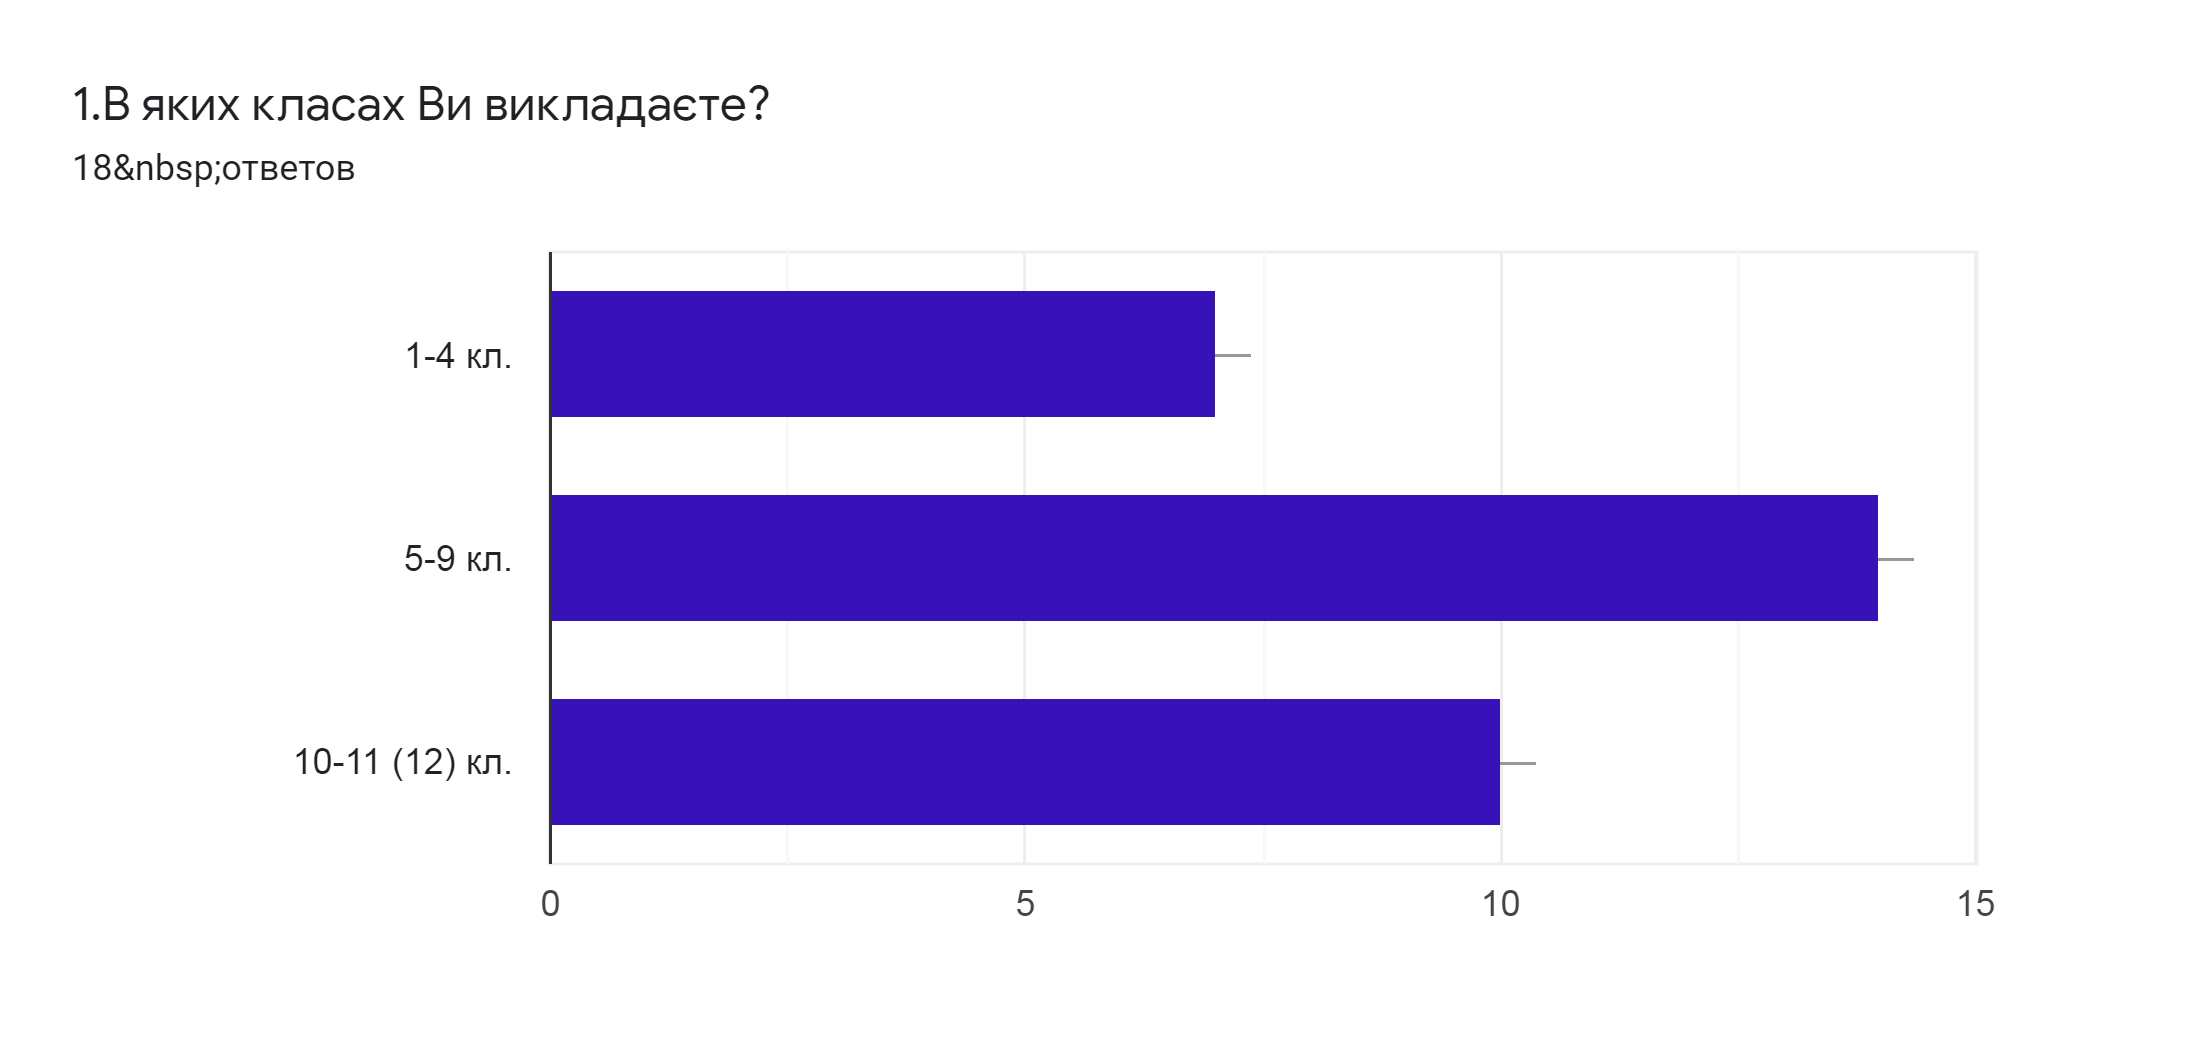 1.В яких класах Ви викладаєте?
18&nbsp;ответов
1-4 кл.
5-9 кл.
10-11 (12) кл.
0 5 10 15